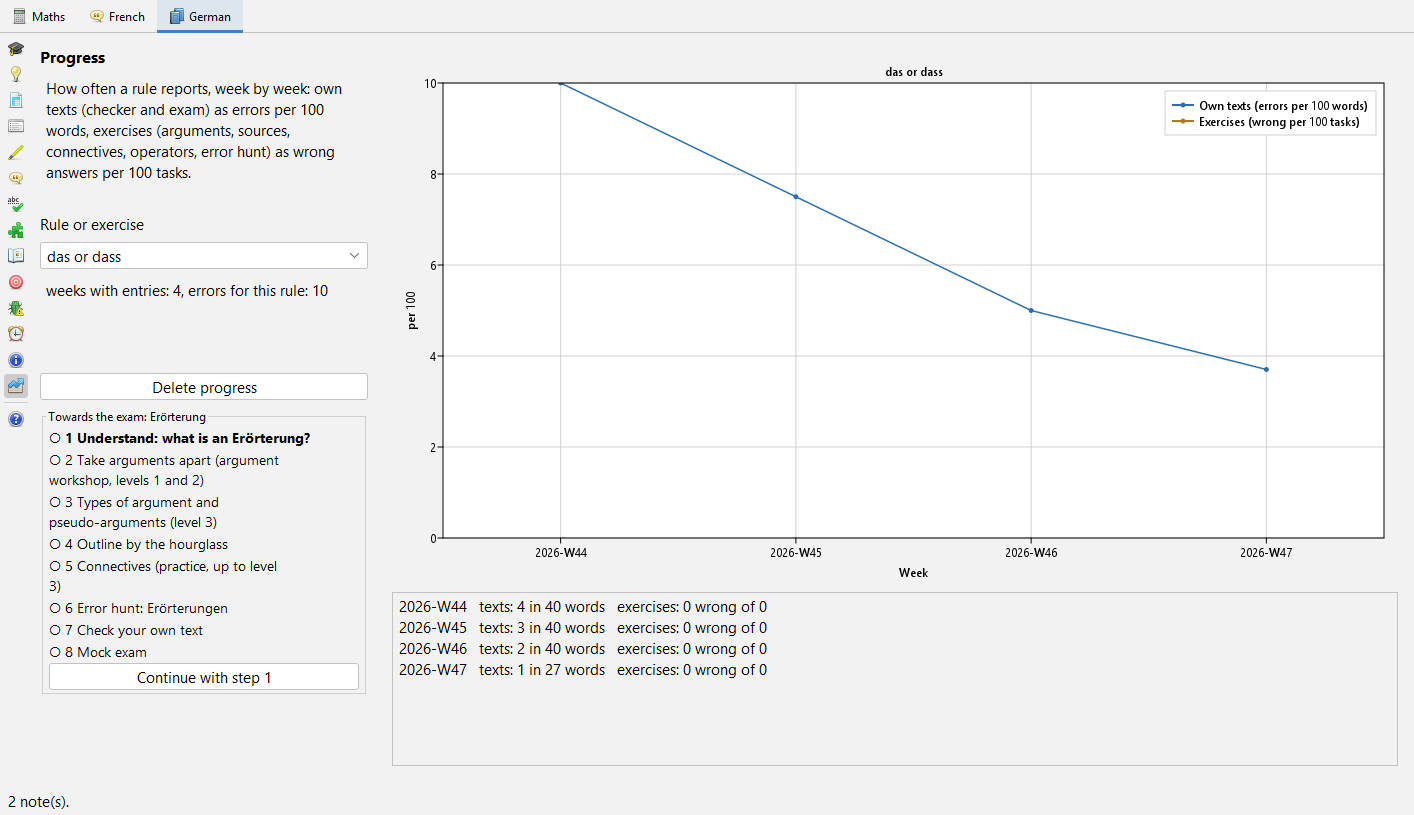 Maths
French
German
Progress
How often a rule reports, week by week: own
texts (checker and exam) as errors per 100
words, exercises (arguments, sources,
connectives, operators, error hunt) as wrong
answers per 100 tasks.
Rule or exercise
das or dass
weeks with entries: 4, errors for this rule: 10
Delete progress
Towards the exam: Erörterung
1 Understand: what is an Erörterung?
2 Take arguments apart (argument
workshop, levels 1 and 2)
3 Types of argument and
pseudo-arguments (level 3)
4 Outline by the hourglass
5 Connectives (practice, up to level
3)
6 Error hunt: Erörterungen
7 Check your own text
8 Mock exam
Continue with step 1
das or dass
Own texts (errors per 100 words)
Exercises (wrong per 100 tasks)
10
8
6
4
2
0
per 100
2026-W44
2026-W45
2026-W46
2026-W47
Week
2026-W44 texts: 4 in 40 words exercises: 0 wrong of 0
2026-W45 texts: 3 in 40 words exercises: 0 wrong of 0
2026-W46 texts: 2 in 40 words exercises: 0 wrong of 0
2026-W47 texts: 1 in 27 words exercises: 0 wrong of 0
2 note(s).